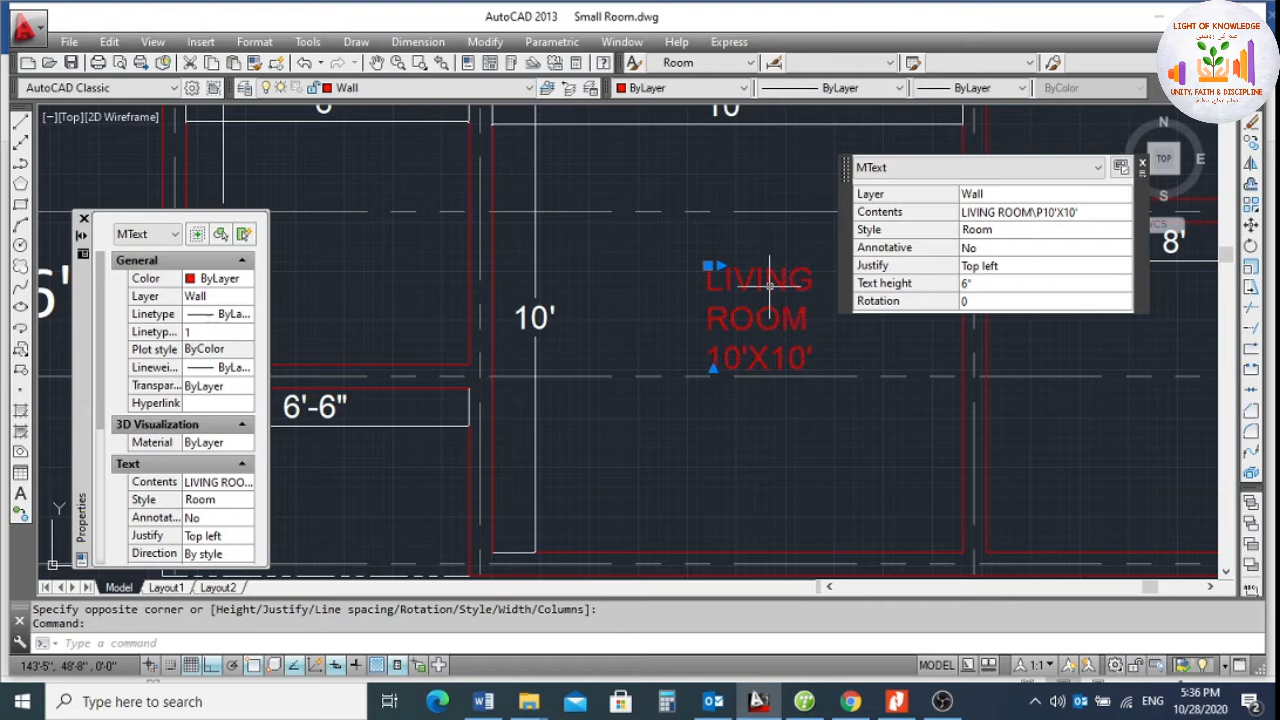 AutoCAD 2013 Small Room.dwg
LIGHT OF KNOWLEDGE
UNITY, FAITH & DISCIPLINE
File Edit View Insert Format Tools Draw Dimension Modify Parametric Window Help Express
Room
AutoCAD Classic
Wall
ByLayer
ByLayer
ByLayer
ByColor
[−][Top][2D Wireframe]
10'
N
TOP
E
S
8'
MText
Layer Wall
Contents LIVING ROOM\P10'X10'
Style Room
Annotative No
Justify Top left
Text height 6"
Rotation 0
MText
General
Color ByLayer
Layer Wall
Linetype ByLa...
Linetyp... 1
Plot style ByColor
Linewei... ByLa...
Transpar... ByLayer
Hyperlink
3D Visualization
Material ByLayer
Text
Contents LIVING ROO...
Style Room
Annotat... No
Justify Top left
Direction By style
Properties
LIVING
ROOM
10'X10'
10'
6'-6"
Y
Model Layout1 Layout2
Specify opposite corner or [Height/Justify/Line spacing/Rotation/Style/Width/Columns]:
Command:
Type a command
143'-5", 48'-8" ,0'-0"
MODEL
1:1
Type here to search
ENG
5:36 PM
10/28/2020
2